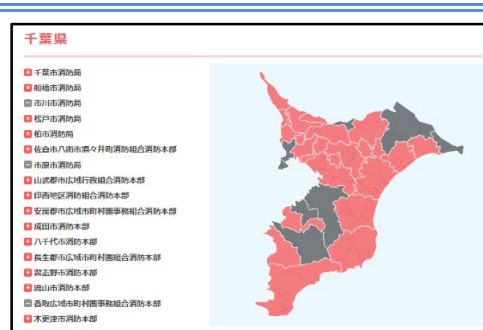 千葉県
千葉市消防局
船橋市消防局
市川市消防局
松戸市消防局
柏市消防局
佐倉市八街市酒々井町消防組合消防本部
市原市消防局
山武郡市広域行政組合消防本部
印西地区消防組合消防本部
安房郡市広域市町村圏事務組合消防本部
成田市消防本部
八千代市消防本部
長生郡市広域市町村圏組合消防本部
習志野市消防本部
流山市消防本部
香取広域市町村圏事務組合消防本部
木更津市消防本部